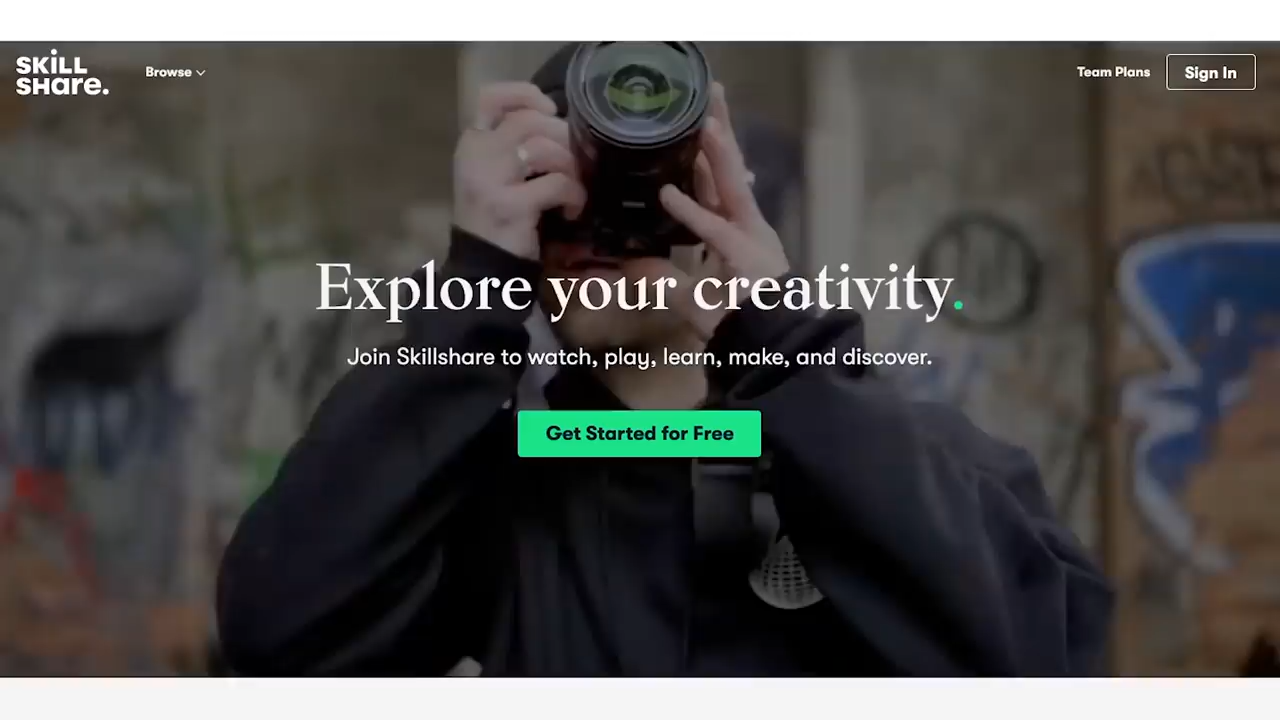 SKILL
SHare.
Browse
Team Plans
Sign In
Explore your creativity.
Join Skillshare to watch, play, learn, make, and discover.
Get Started for Free